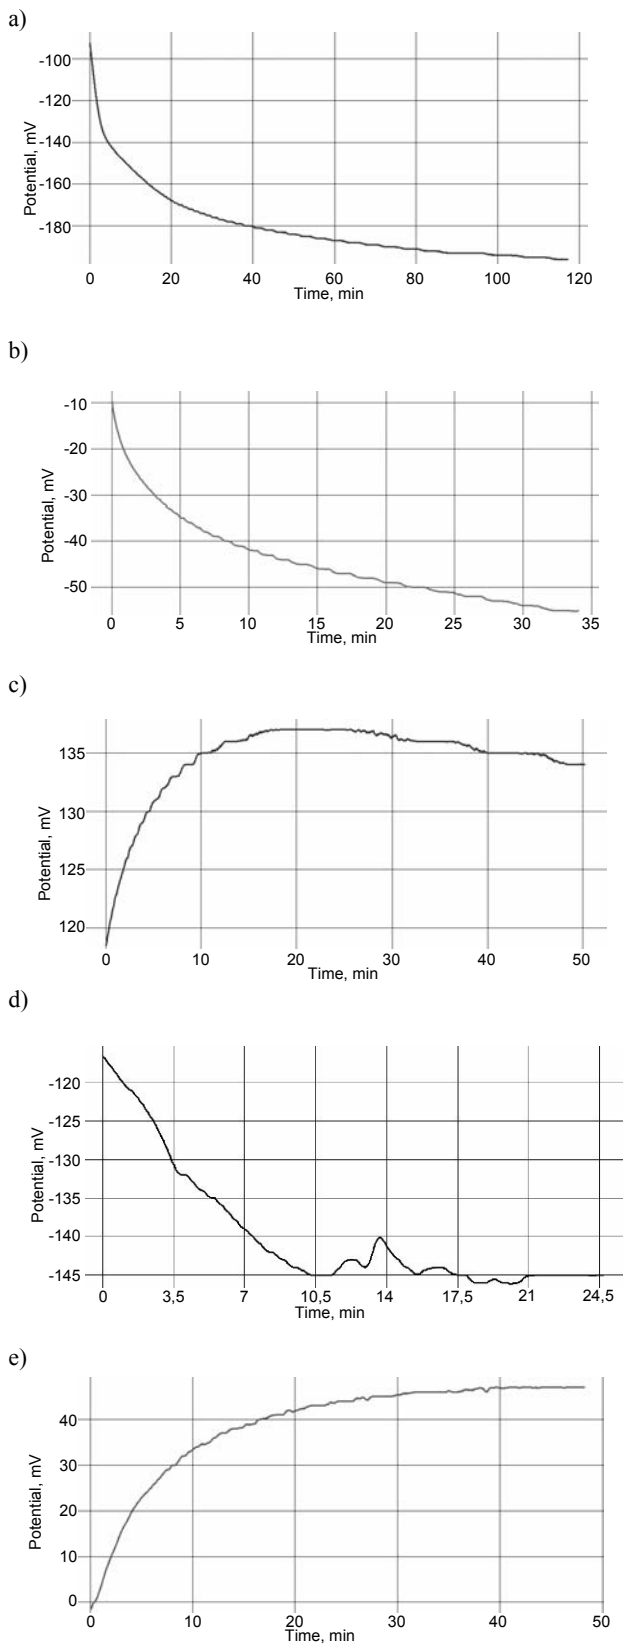 a)
Potential, mV
-100
-120
-140
-160
-180
0 20 40 60 80 100 120
Time, min
b)
Potential, mV
-10
-20
-30
-40
-50
0 5 10 15 20 25 30 35
Time, min
c)
Potential, mV
135
130
125
120
0 10 20 30 40 50
Time, min
d)
Potential, mV
-120
-125
-130
-135
-140
-145
0 3,5 7 10,5 14 17,5 21 24,5
Time, min
e)
Potential, mV
40
30
20
10
0
0 10 20 30 40 50
Time, min